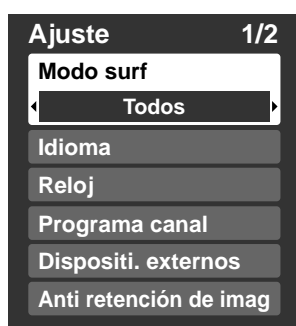 Ajuste 1/2
Modo surf
Todos
Idioma
Reloj
Programa canal
Dispositi. externos
Anti retención de imag